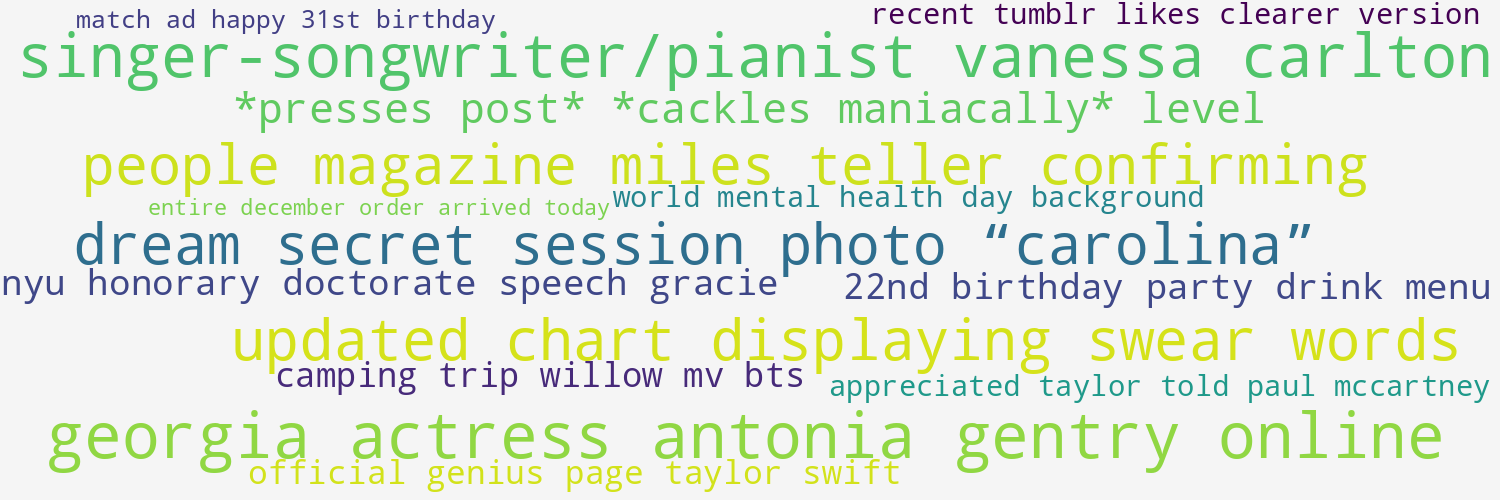 match ad happy 31st birthday
recent tumblr likes clearer version
singer-songwriter/pianist vanessa carlton
*presses post* *cackles maniacally* level
people magazine miles teller confirming
world mental health day background
entire december order arrived today
dream secret session photo “carolina”
nyu honorary doctorate speech gracie
22nd birthday party drink menu
updated chart displaying swear words
camping trip willow mv bts
appreciated taylor told paul mccartney
georgia actress antonia gentry online
official genius page taylor swift